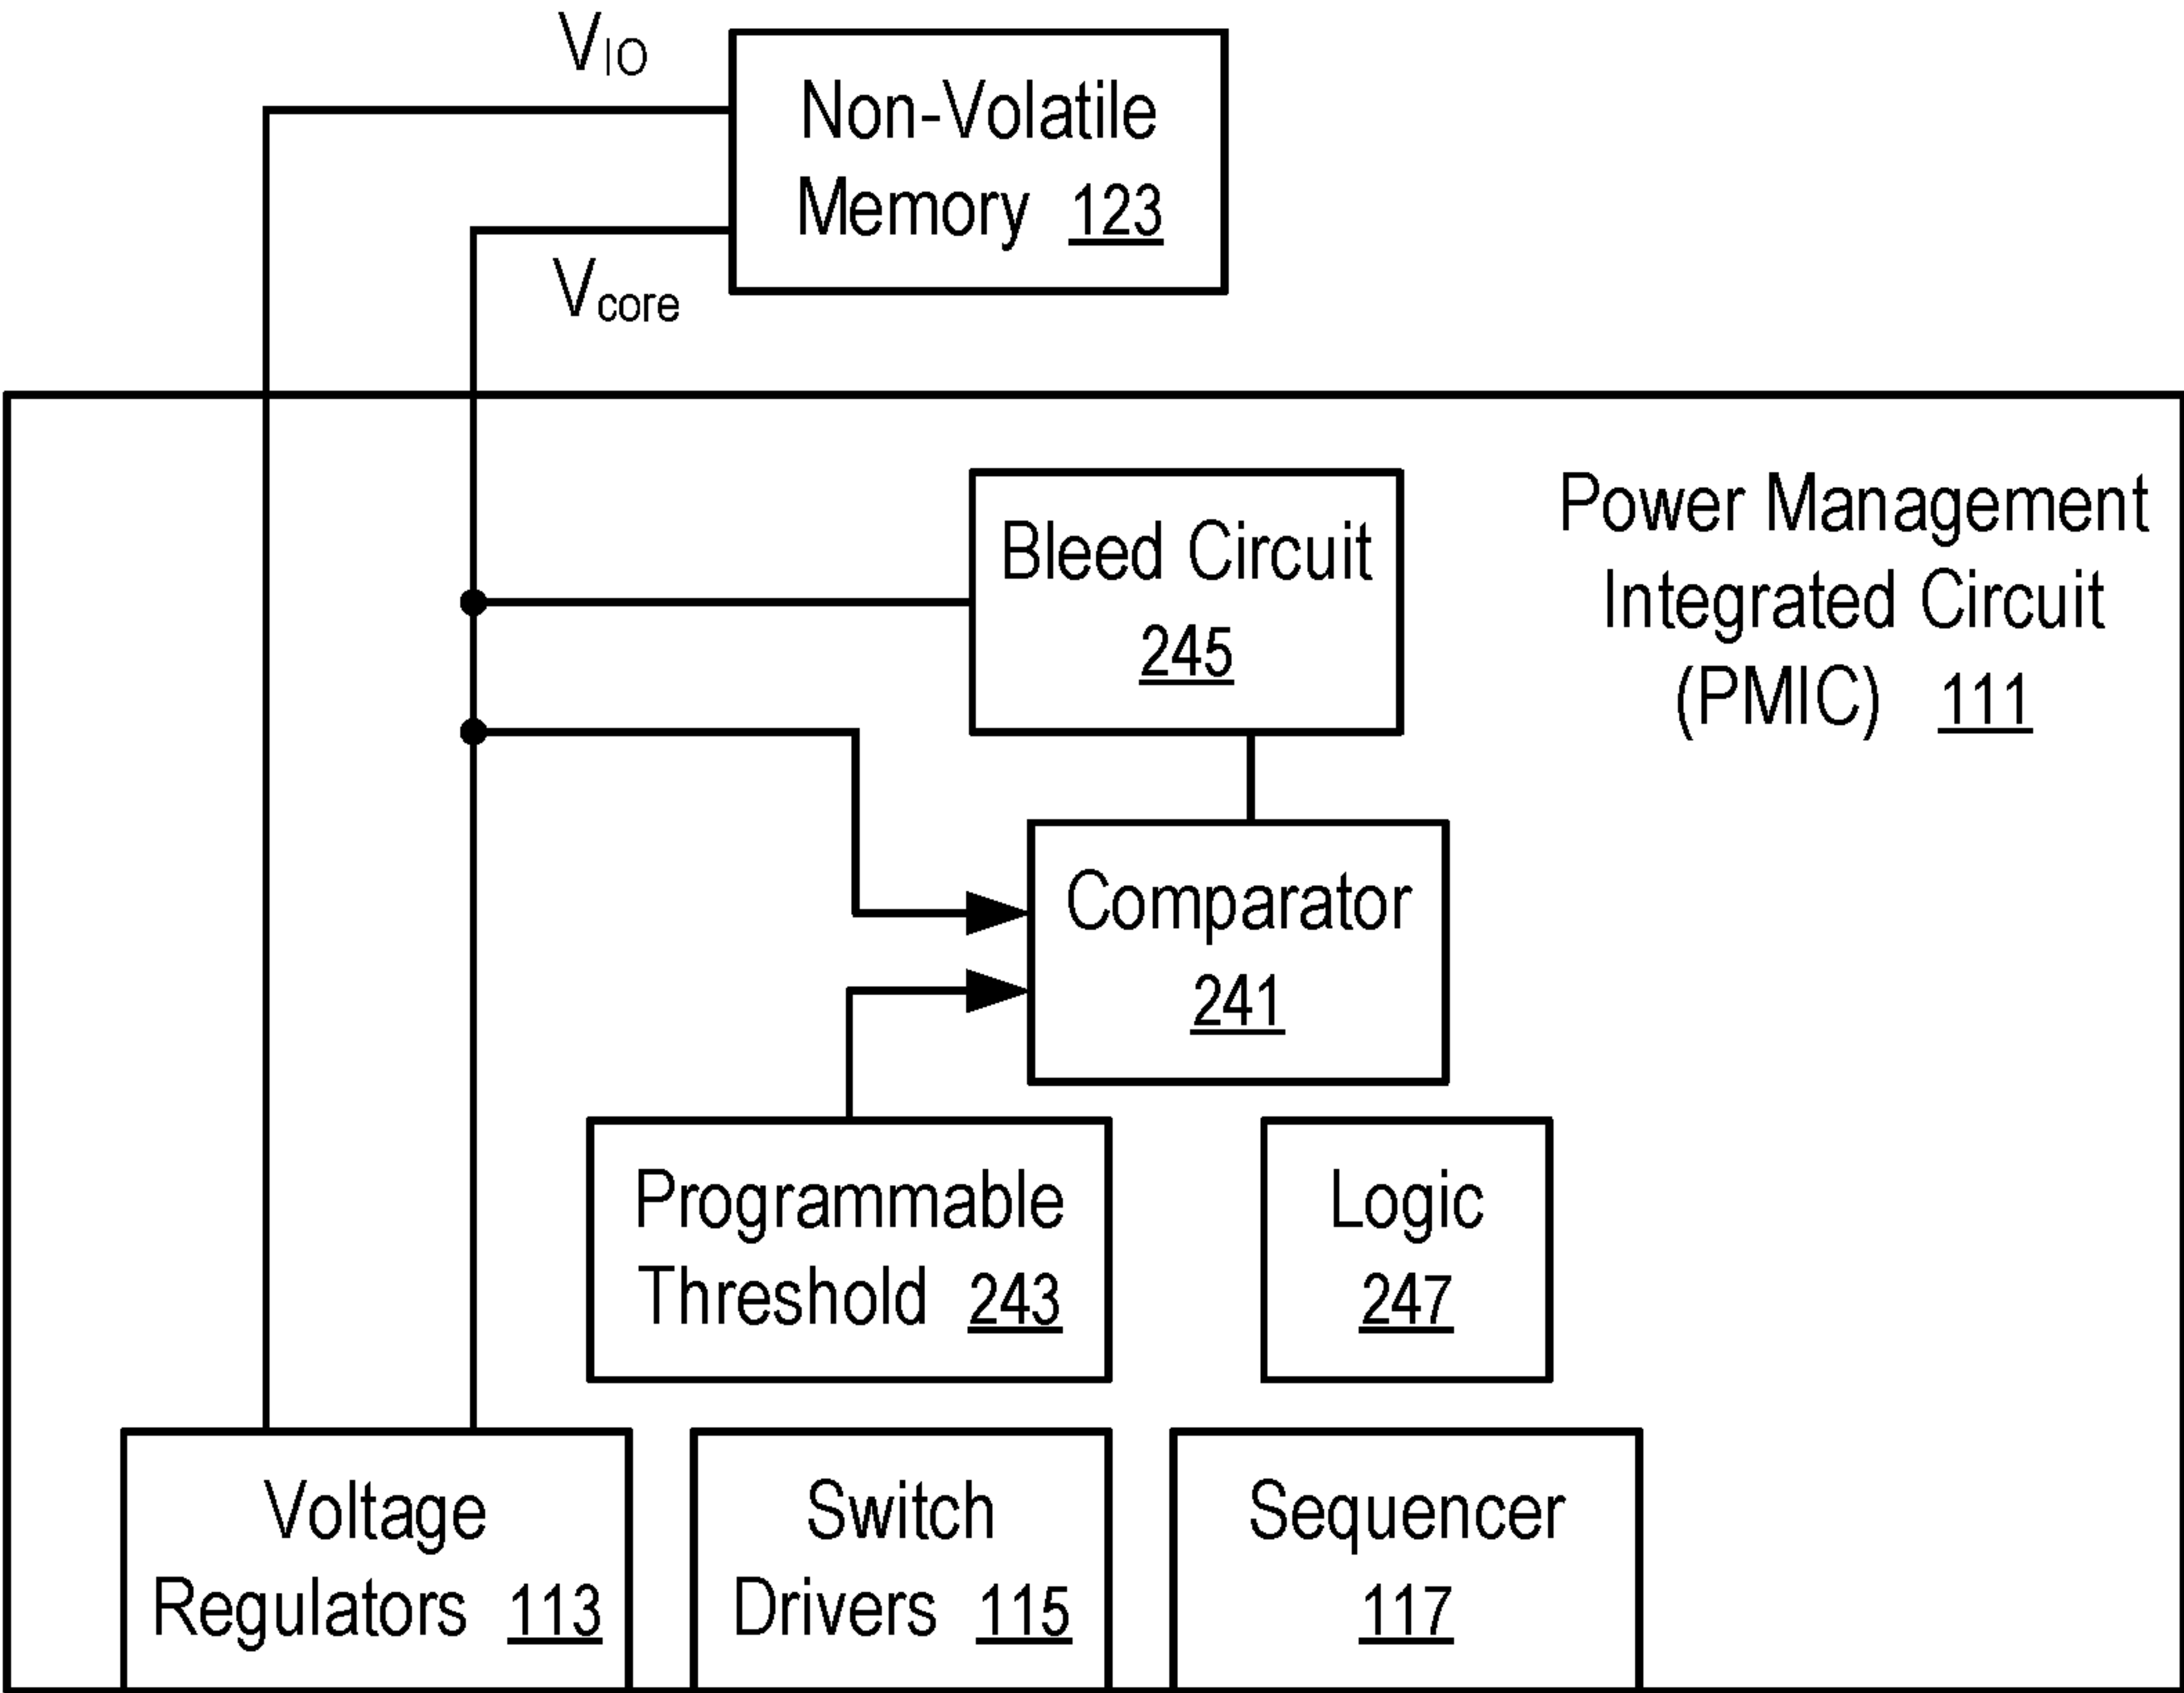 VIO
Non-Volatile
Memory 123
Vcore
Bleed Circuit
245
Power Management
Integrated Circuit
(PMIC) 111
Comparator
241
Programmable
Threshold 243
Logic
247
Voltage
Regulators 113
Switch
Drivers 115
Sequencer
117